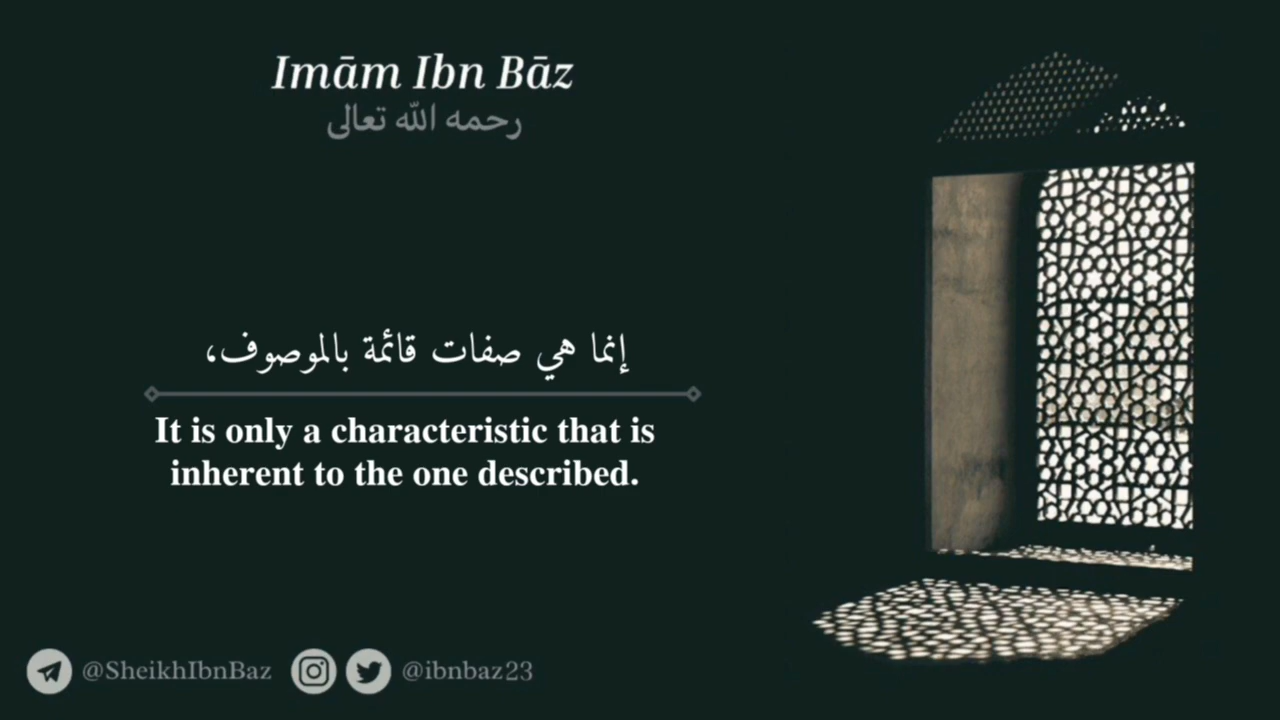 Imām Ibn Bāz
رحمه الله تعالى
إنما هي صفات قائمة بالموصوف،
It is only a characteristic that is
inherent to the one described.
@SheikhIbnBaz @ibnbaz23